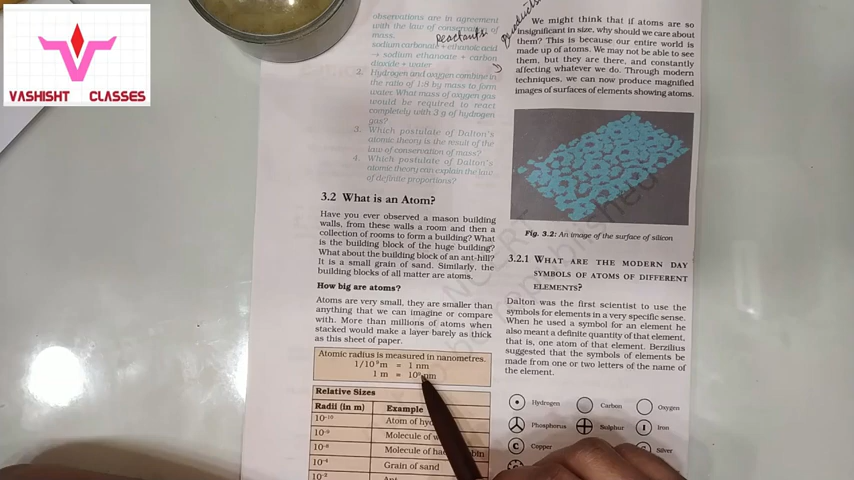 VASHISHT CLASSES
observations are in agreement
with the law of conservation of
mass.
Reactants
Products
sodium carbonate + ethanoic acid
→ sodium ethanoate + carbon
dioxide + water
2. Hydrogen and oxygen combine in
the ratio of 1:8 by mass to form
water. What mass of oxygen gas
would be required to react
completely with 3 g of hydrogen
gas?
3. Which postulate of Dalton's
atomic theory is the result of the
law of conservation of mass?
4. Which postulate of Dalton's
atomic theory can explain the law
of definite proportions?
3.2 What is an Atom?
Have you ever observed a mason building
walls, from these walls a room and then a
collection of rooms to form a building? What
is the building block of the huge building?
What about the building block of an ant-hill?
It is a small grain of sand. Similarly, the
building blocks of all matter are atoms.
How big are atoms?
Atoms are very small, they are smaller than
anything that we can imagine or compare
with. More than millions of atoms when
stacked would make a layer barely as thick
as this sheet of paper.
Atomic radius is measured in nanometres.
1/10⁹ m = 1 nm
1 m = 10⁹ nm
Relative Sizes
Radii (in m) Example
10⁻¹⁰ Atom of
10⁻⁹ Molecule of
10⁻⁸ Molecule of
10⁻⁴ Grain of sand
10⁻² Ant
We might think that if atoms are so
insignificant in size, why should we care about
them? This is because our entire world is
made up of atoms. We may not be able to see
them, but they are there, and constantly
affecting whatever we do. Through modern
techniques, we can now produce magnified
images of surfaces of elements showing atoms.
Fig. 3.2: An image of the surface of silicon
3.2.1 WHAT ARE THE MODERN DAY
SYMBOLS OF ATOMS OF DIFFERENT
ELEMENTS?
Dalton was the first scientist to use the
symbols for elements in a very specific sense.
When he used a symbol for an element he
also meant a definite quantity of that element,
that is, one atom of that element. Berzilius
suggested that the symbols of elements be
made from one or two letters of the name of
the element.
Hydrogen Carbon Oxygen
Phosphorus Sulphur I Iron
C Copper Silver